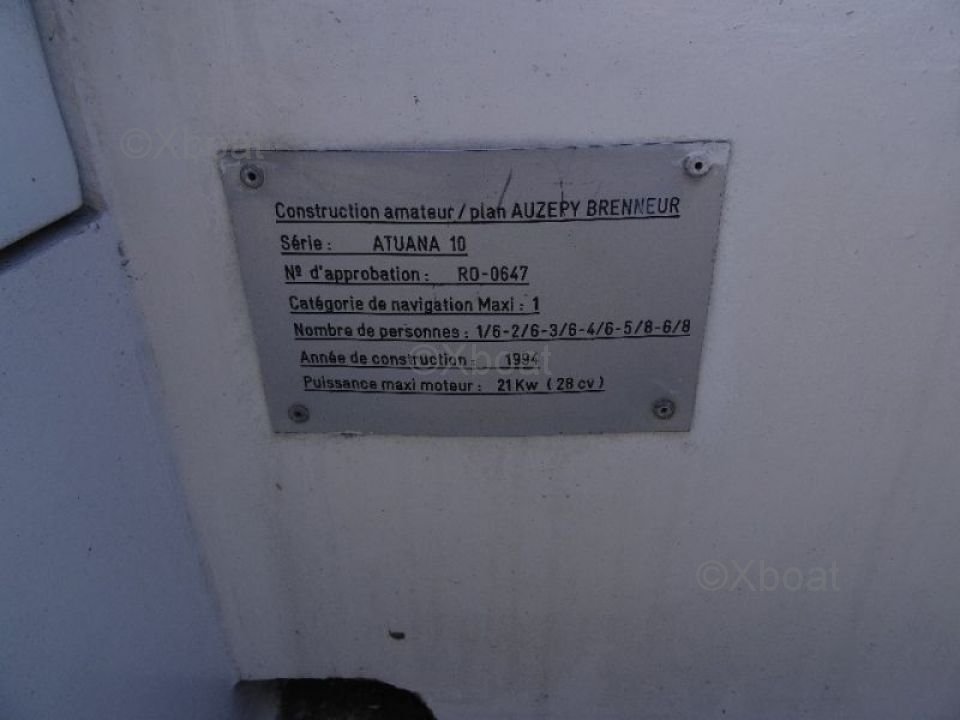 ©Xboat
Construction amateur / plan AUZEPY BRENNEUR
Série : ATUANA 10
Nº d'approbation : RO-0647
Catégorie de navigation Maxi : 1
Nombre de personnes : 1/6-2/6-3/6-4/6-5/8-6/8
©Xboat
Année de construction : 1994
Puissance maxi moteur : 21 Kw ( 28 cv )
©Xboat